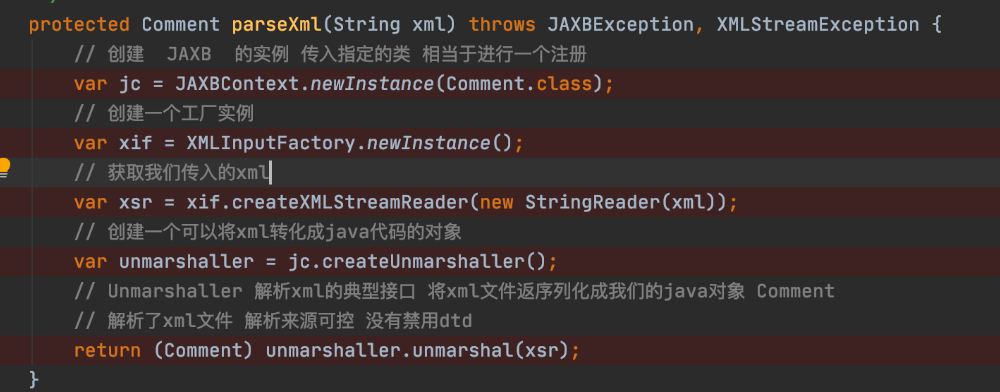 protected Comment parseXml(String xml) throws JAXBException, XMLStreamException {
// 创建  JAXB  的实例 传入指定的类 相当于进行一个注册
var jc = JAXBContext.newInstance(Comment.class);
// 创建一个工厂实例
var xif = XMLInputFactory.newInstance();
// 获取我们传入的xml
var xsr = xif.createXMLStreamReader(new StringReader(xml));
// 创建一个可以将xml转化成java代码的对象
var unmarshaller = jc.createUnmarshaller();
// Unmarshaller 解析xml的典型接口 将xml文件返序列化成我们的java对象 Comment
// 解析了xml文件 解析来源可控 没有禁用dtd
return (Comment) unmarshaller.unmarshal(xsr);
}